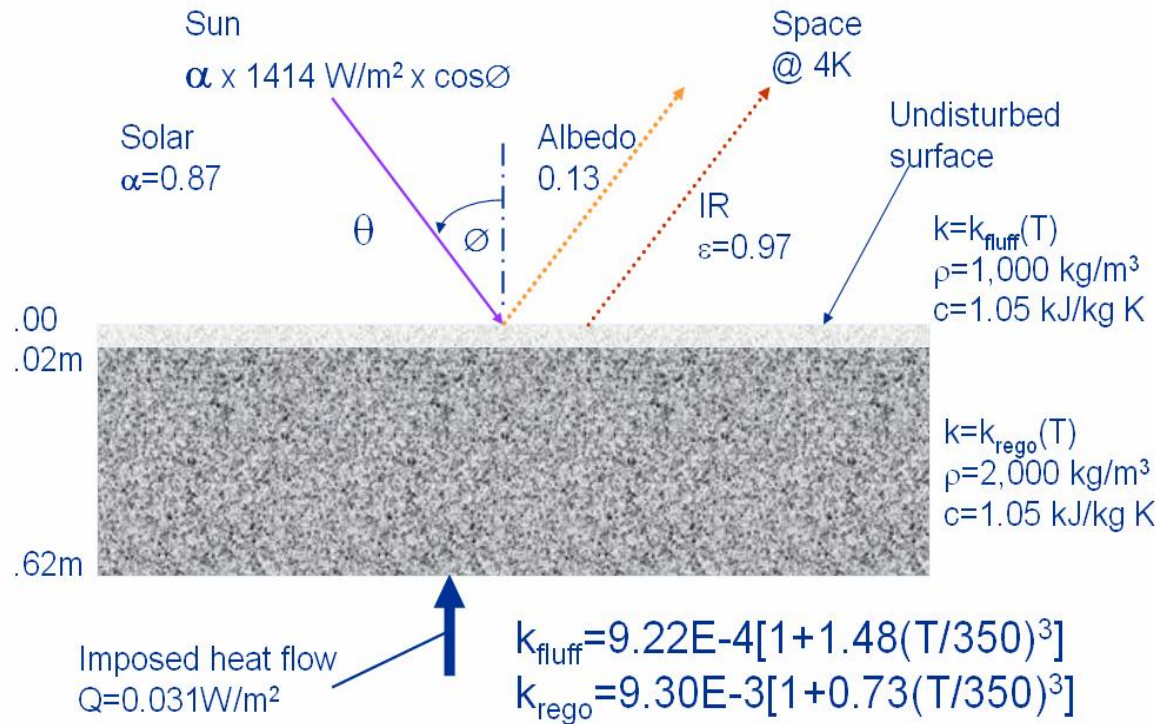 Sun
α x 1414 W/m² x cosØ
Space
@ 4K
Solar
α=0.87
Albedo
0.13
Undisturbed
surface
θ
Ø
IR
ε=0.97
k=k_fluff(T)
ρ=1,000 kg/m³
c=1.05 kJ/kg K
.00
.02m
k=k_rego(T)
ρ=2,000 kg/m³
c=1.05 kJ/kg K
.62m
Imposed heat flow
Q=0.031W/m²
k_fluff=9.22E-4[1+1.48(T/350)³]
k_rego=9.30E-3[1+0.73(T/350)³]